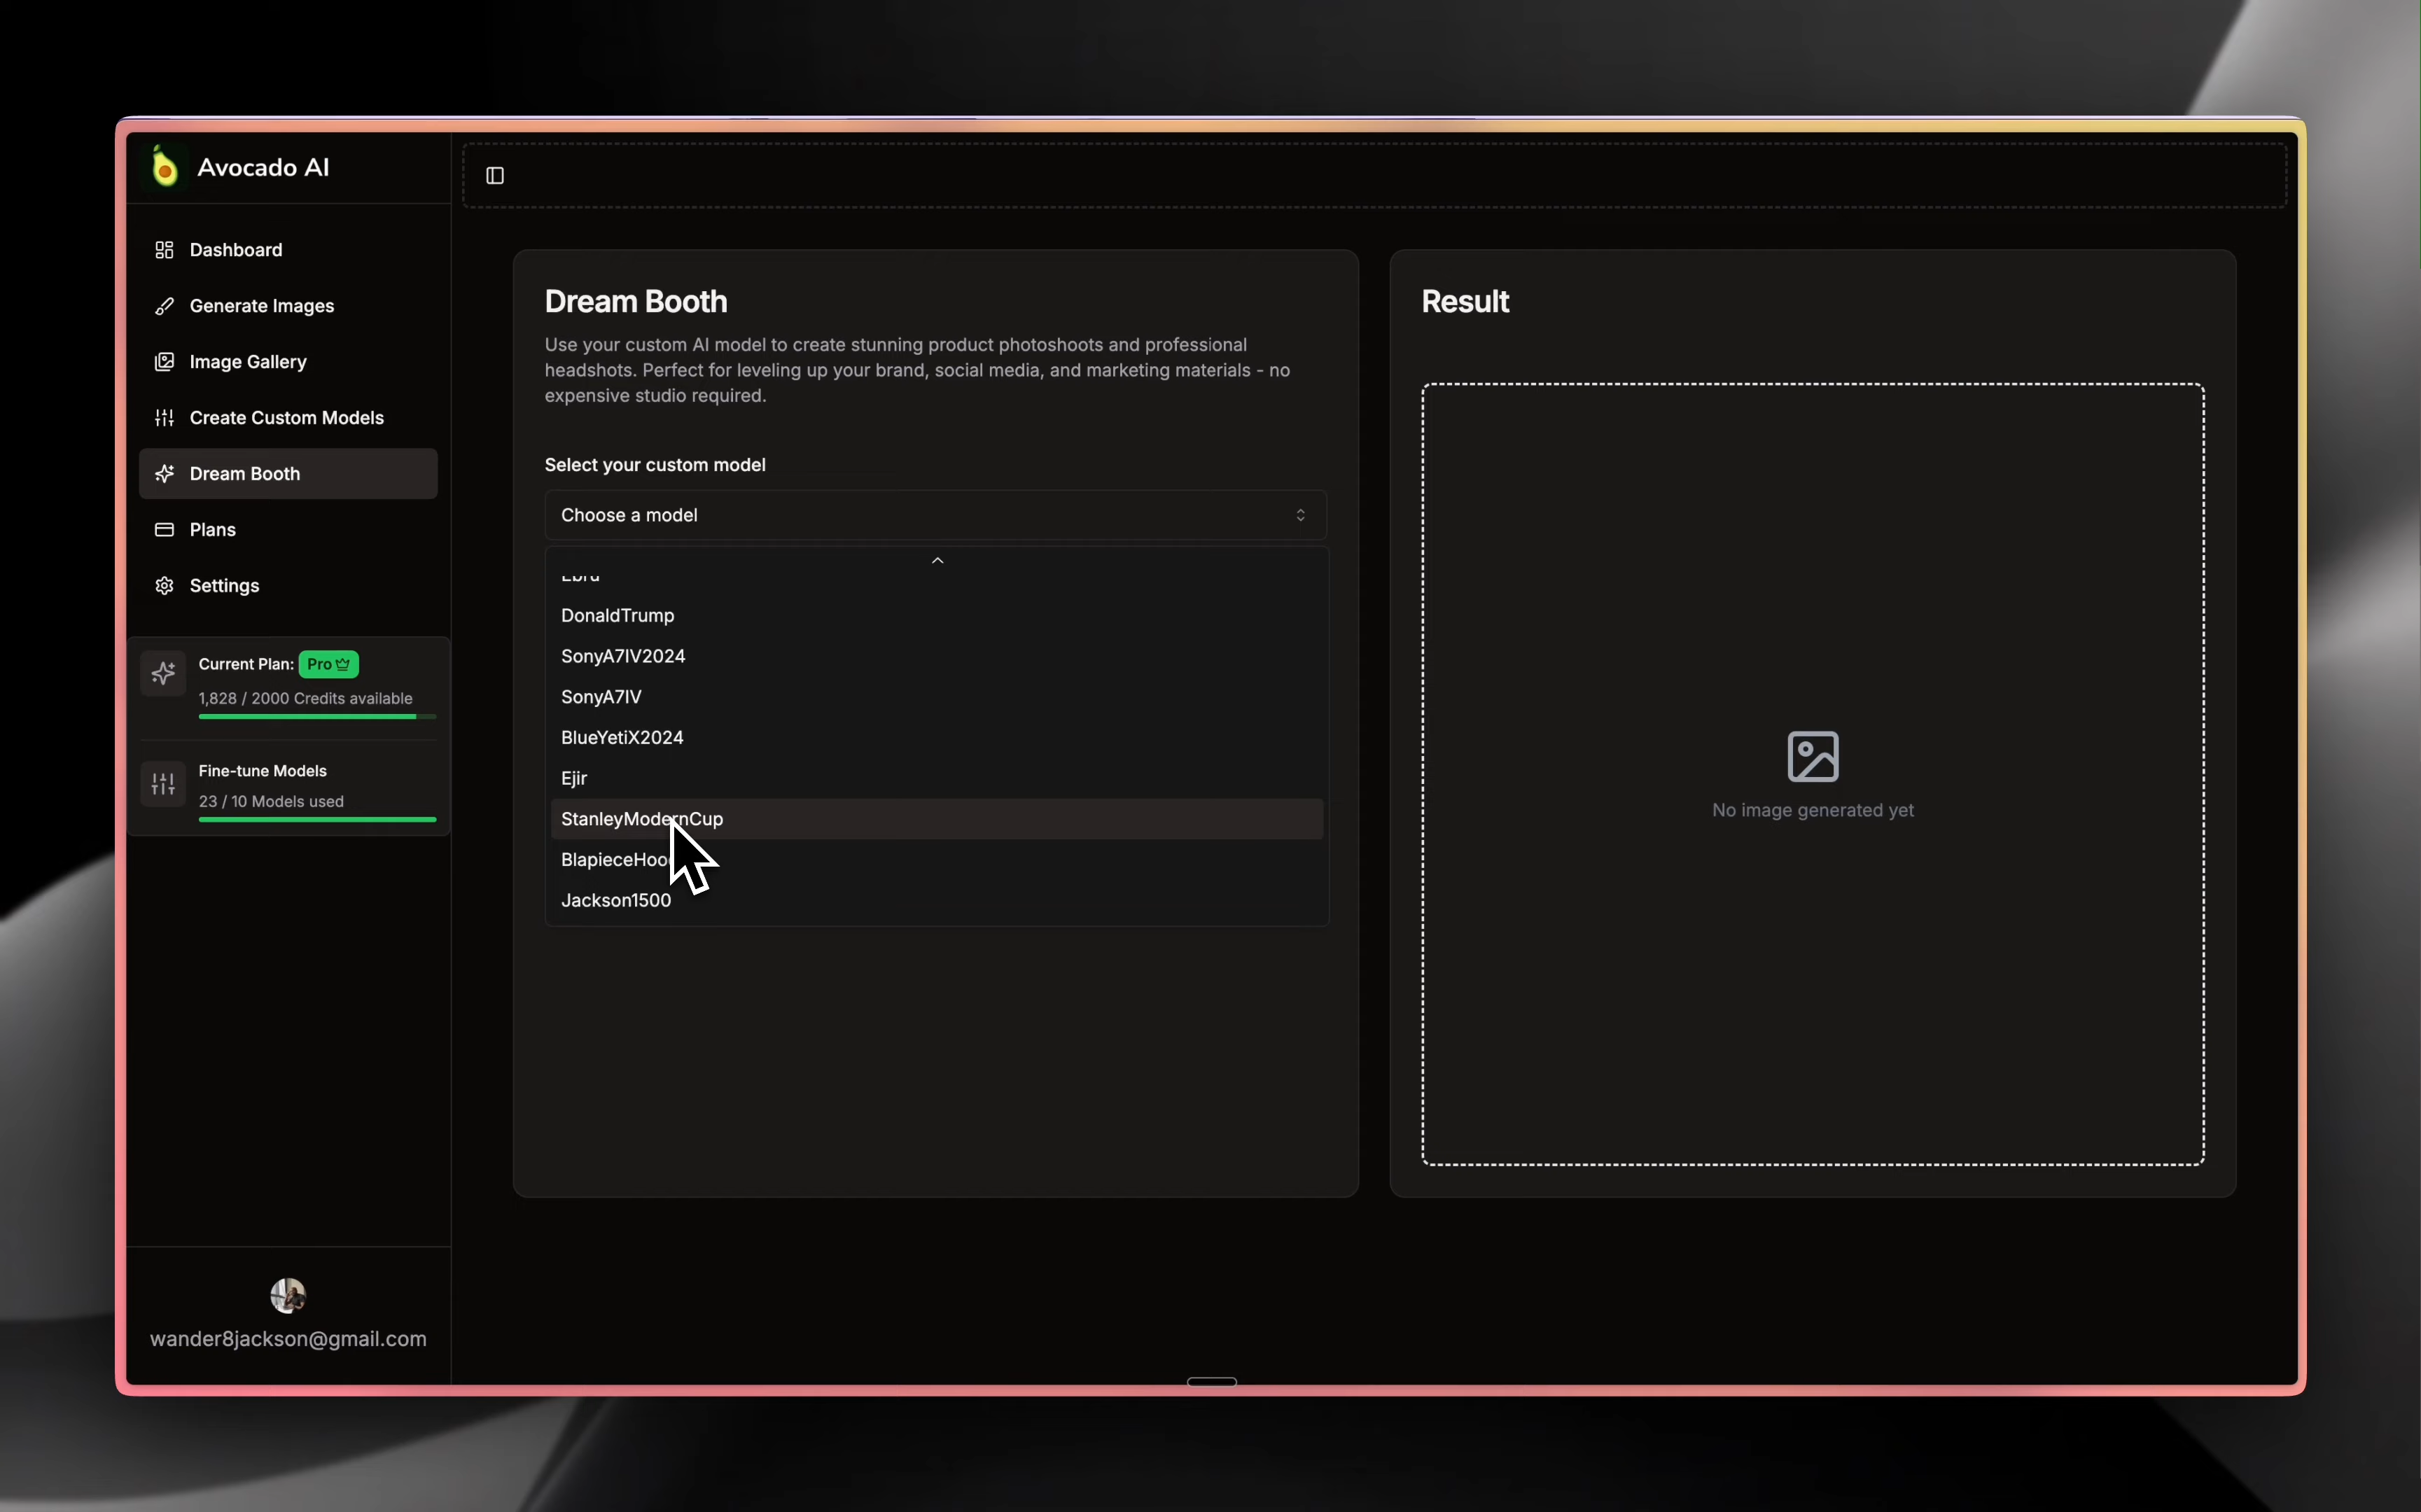 Avocado AI
Dashboard
Generate Images
Image Gallery
Create Custom Models
Dream Booth
Plans
Settings
Current Plan: Pro
1,828 / 2000 Credits available
Fine-tune Models
23 / 10 Models used
wander8jackson@gmail.com
Dream Booth
Use your custom AI model to create stunning product photoshoots and professional
headshots. Perfect for leveling up your brand, social media, and marketing materials - no
expensive studio required.
Select your custom model
Choose a model
DonaldTrump
SonyA7IV2024
SonyA7IV
BlueYetiX2024
Ejir
StanleyModernCup
Jackson1500
Result
No image generated yet